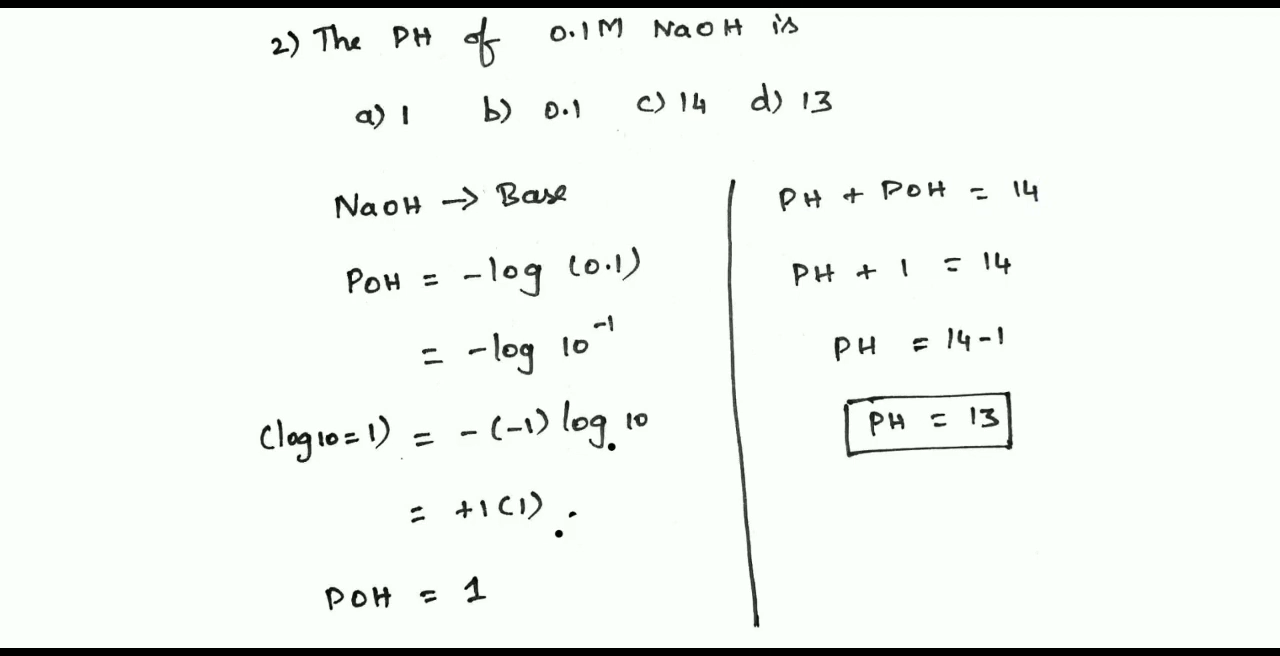 2) The PH of 0.1M NaOH is
a) 1 b) 0.1 c) 14 d) 13
NaOH → Base
POH = -log (0.1)
= -log 10⁻¹
(log10=1) = -(-1) log 10
= +1(1)
POH = 1
PH + POH = 14
PH + 1 = 14
PH = 14-1
PH = 13